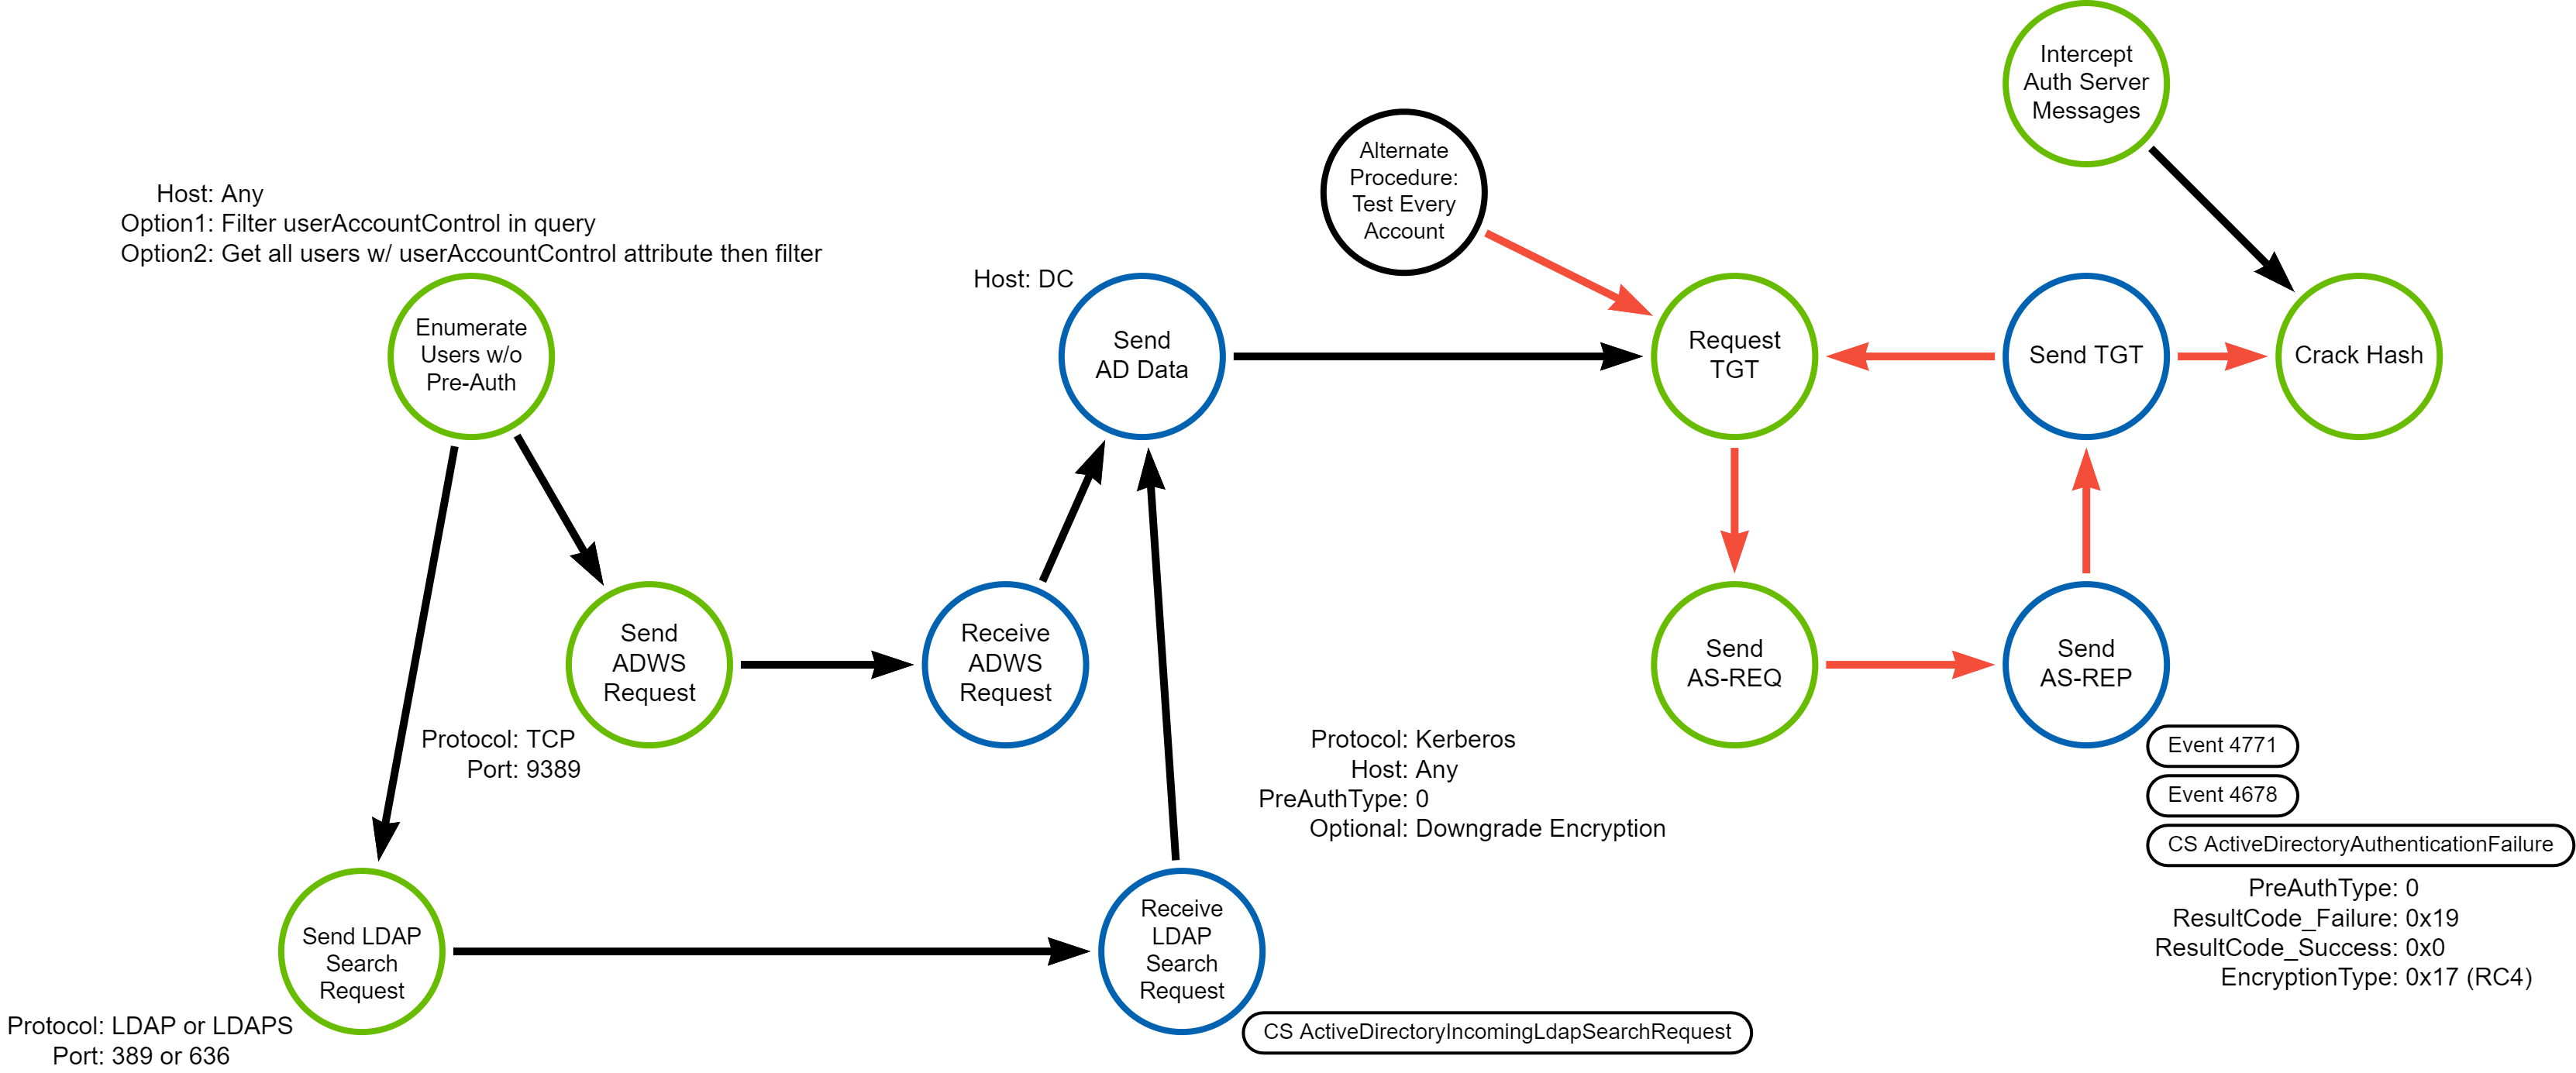 Intercept
Auth Server
Messages
Alternate
Procedure:
Test Every
Account
Host: Any
Option1: Filter userAccountControl in query
Option2: Get all users w/ userAccountControl attribute then filter
Host: DC
Enumerate
Users w/o
Pre-Auth
Send
AD Data
Request
TGT
Send TGT
Crack Hash
Send
ADWS
Request
Receive
ADWS
Request
Send
AS-REQ
Send
AS-REP
Protocol: TCP
Port: 9389
Protocol: Kerberos
Host: Any
PreAuthType: 0
Optional: Downgrade Encryption
Event 4771
Event 4678
CS ActiveDirectoryAuthenticationFailure
PreAuthType: 0
ResultCode_Failure: 0x19
ResultCode_Success: 0x0
EncryptionType: 0x17 (RC4)
Send LDAP
Search
Request
Receive
LDAP
Search
Request
Protocol: LDAP or LDAPS
Port: 389 or 636
CS ActiveDirectoryIncomingLdapSearchRequest